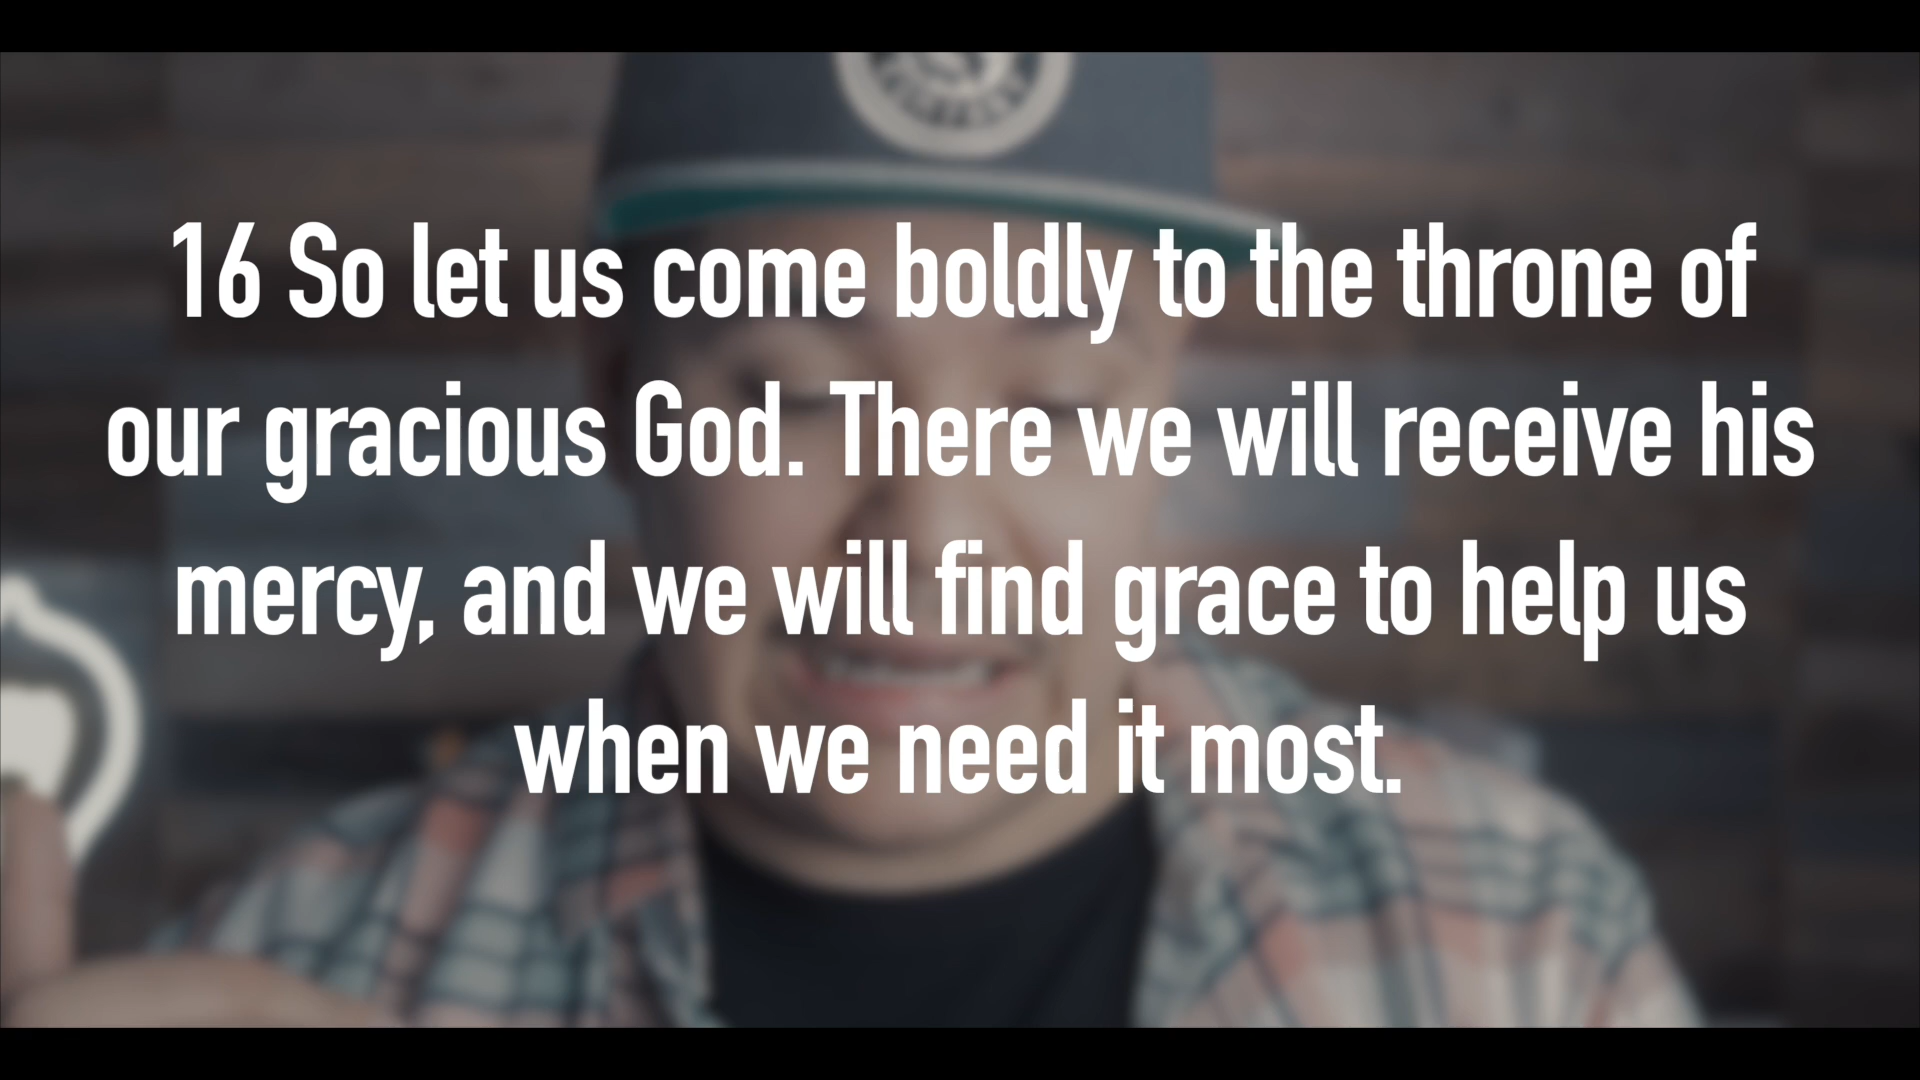 16 So let us come boldly to the throne of
our gracious God. There we will receive his
mercy, and we will find grace to help us
when we need it most.